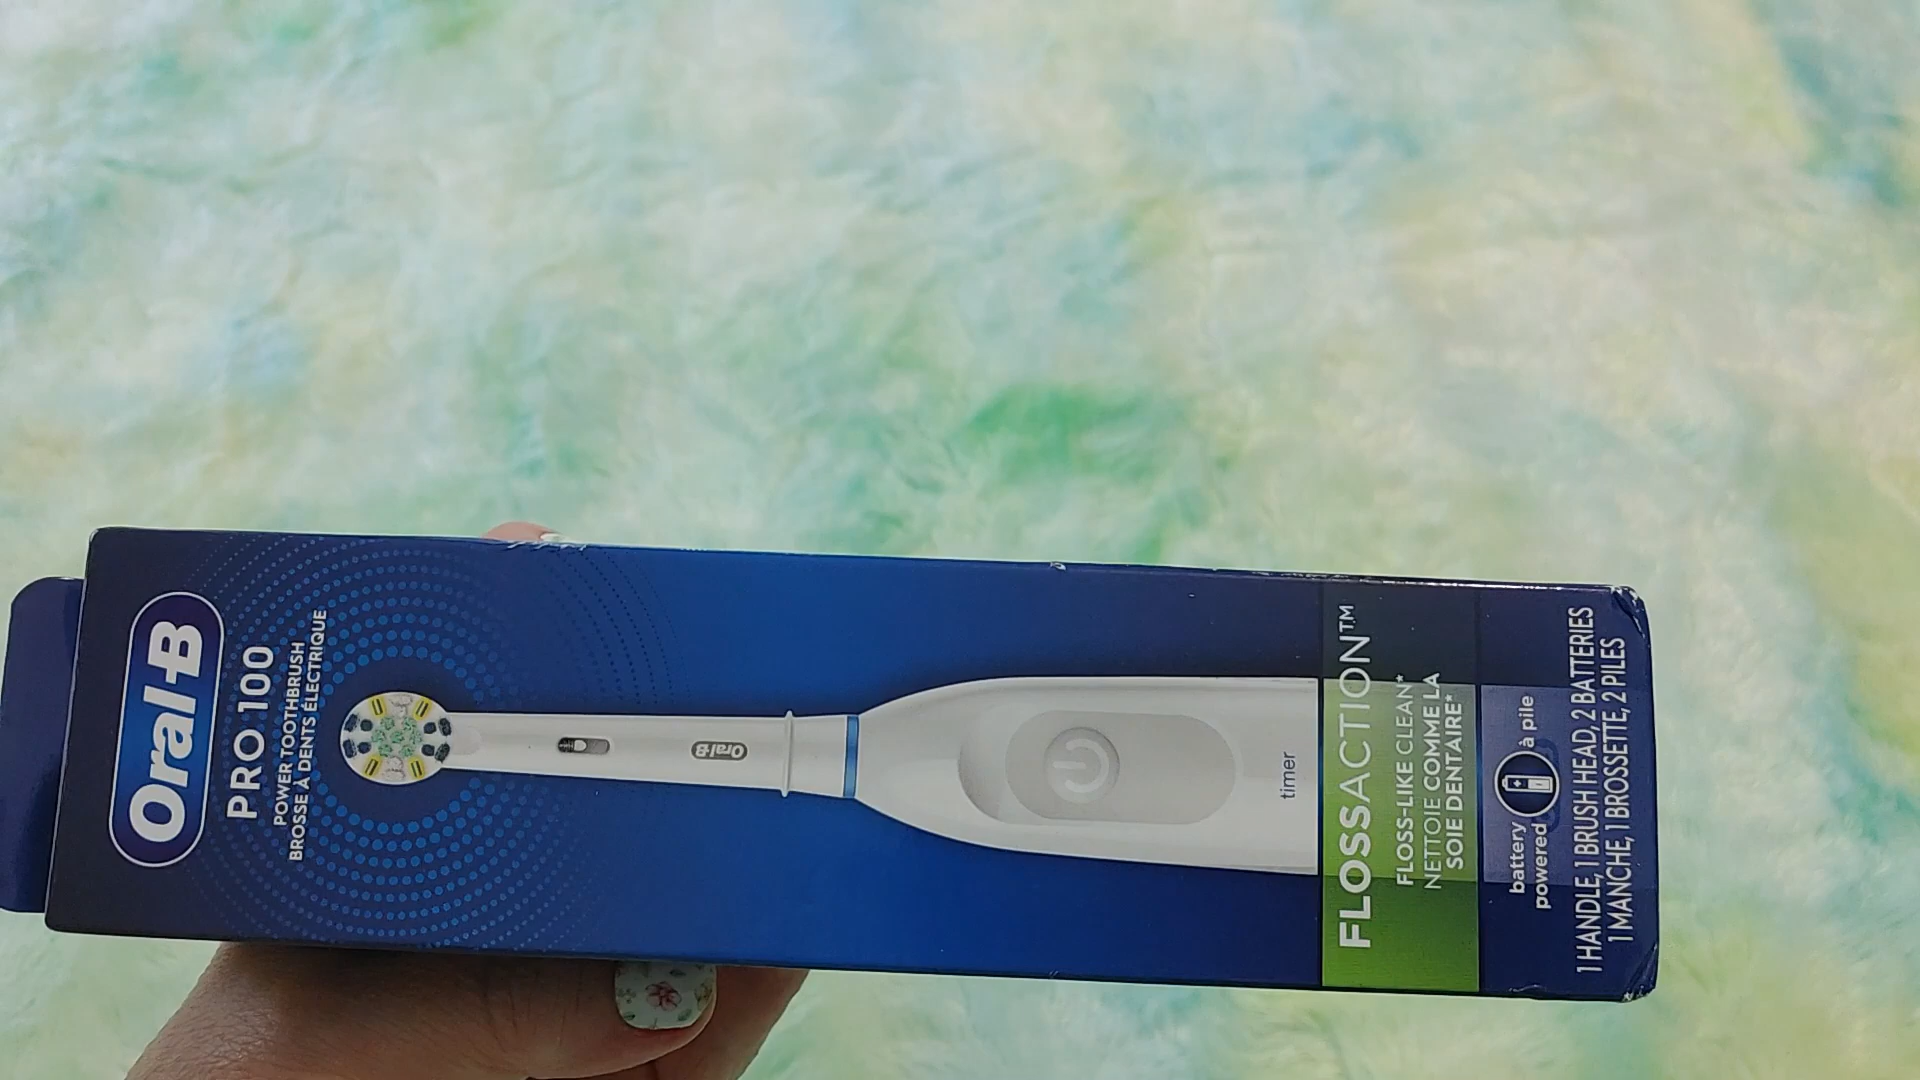 Oral-B
PRO 100
POWER TOOTHBRUSH
BROSSE À DENTS ÉLECTRIQUE
Oral-B
timer
FLOSSACTION™
FLOSS-LIKE CLEAN*
NETTOIE COMME LA
SOIE DENTAIRE*
battery
powered
à pile
1 HANDLE, 1 BRUSH HEAD, 2 BATTERIES
1 MANCHE, 1 BROSSETTE, 2 PILES